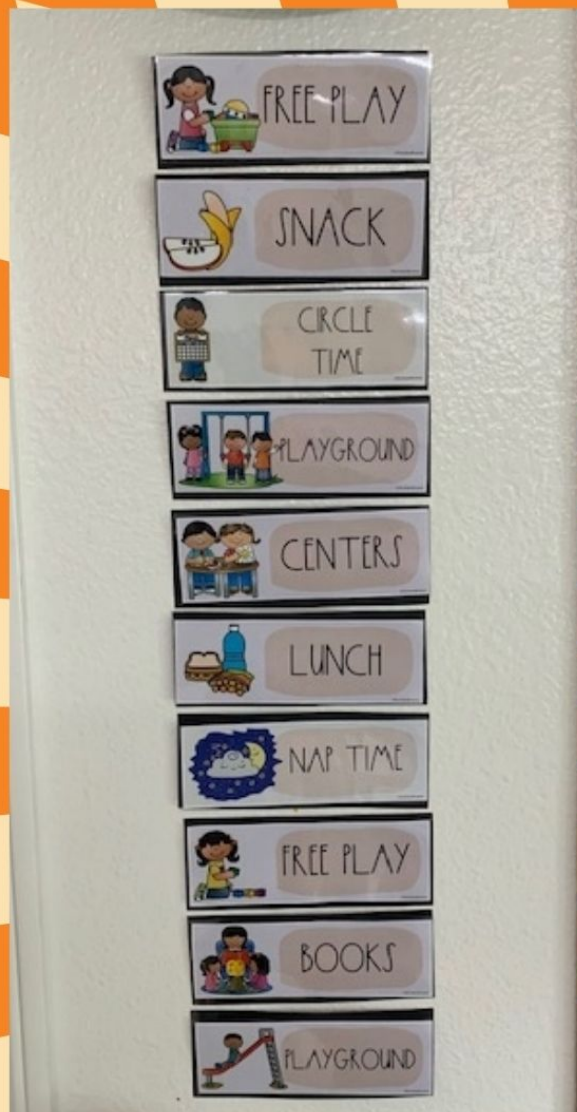 FREE PLAY
SNACK
CIRCLE
TIME
PLAYGROUND
CENTERS
LUNCH
NAP TIME
FREE PLAY
BOOKS
PLAYGROUND